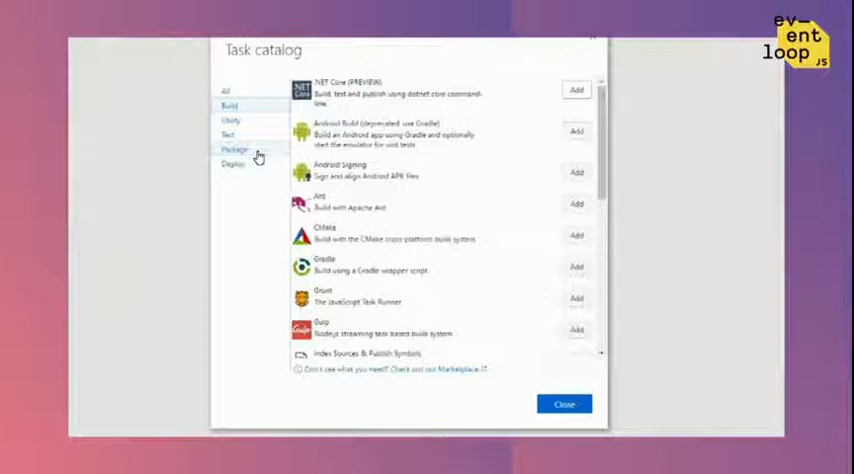 ev—
ent
loop
JS
Task catalog
All
Build
Utility
Test
Package
Deploy
.NET Core (PREVIEW)
Build, test and publish using dotnet core command-
line.
Add
Android Build (deprecated; use Gradle)
Build an Android app using Gradle and optionally
start the emulator for unit tests
Add
Android Signing
Sign and align Android APK files
Add
Ant
Build with Apache Ant
Add
CMake
Build with the CMake cross-platform build system
Add
Gradle
Build using a Gradle wrapper script
Add
Grunt
The JavaScript Task Runner
Add
Gulp
Node.js streaming task based build system
Add
Index Sources & Publish Symbols
Don't see what you need? Check out our Marketplace.
Close